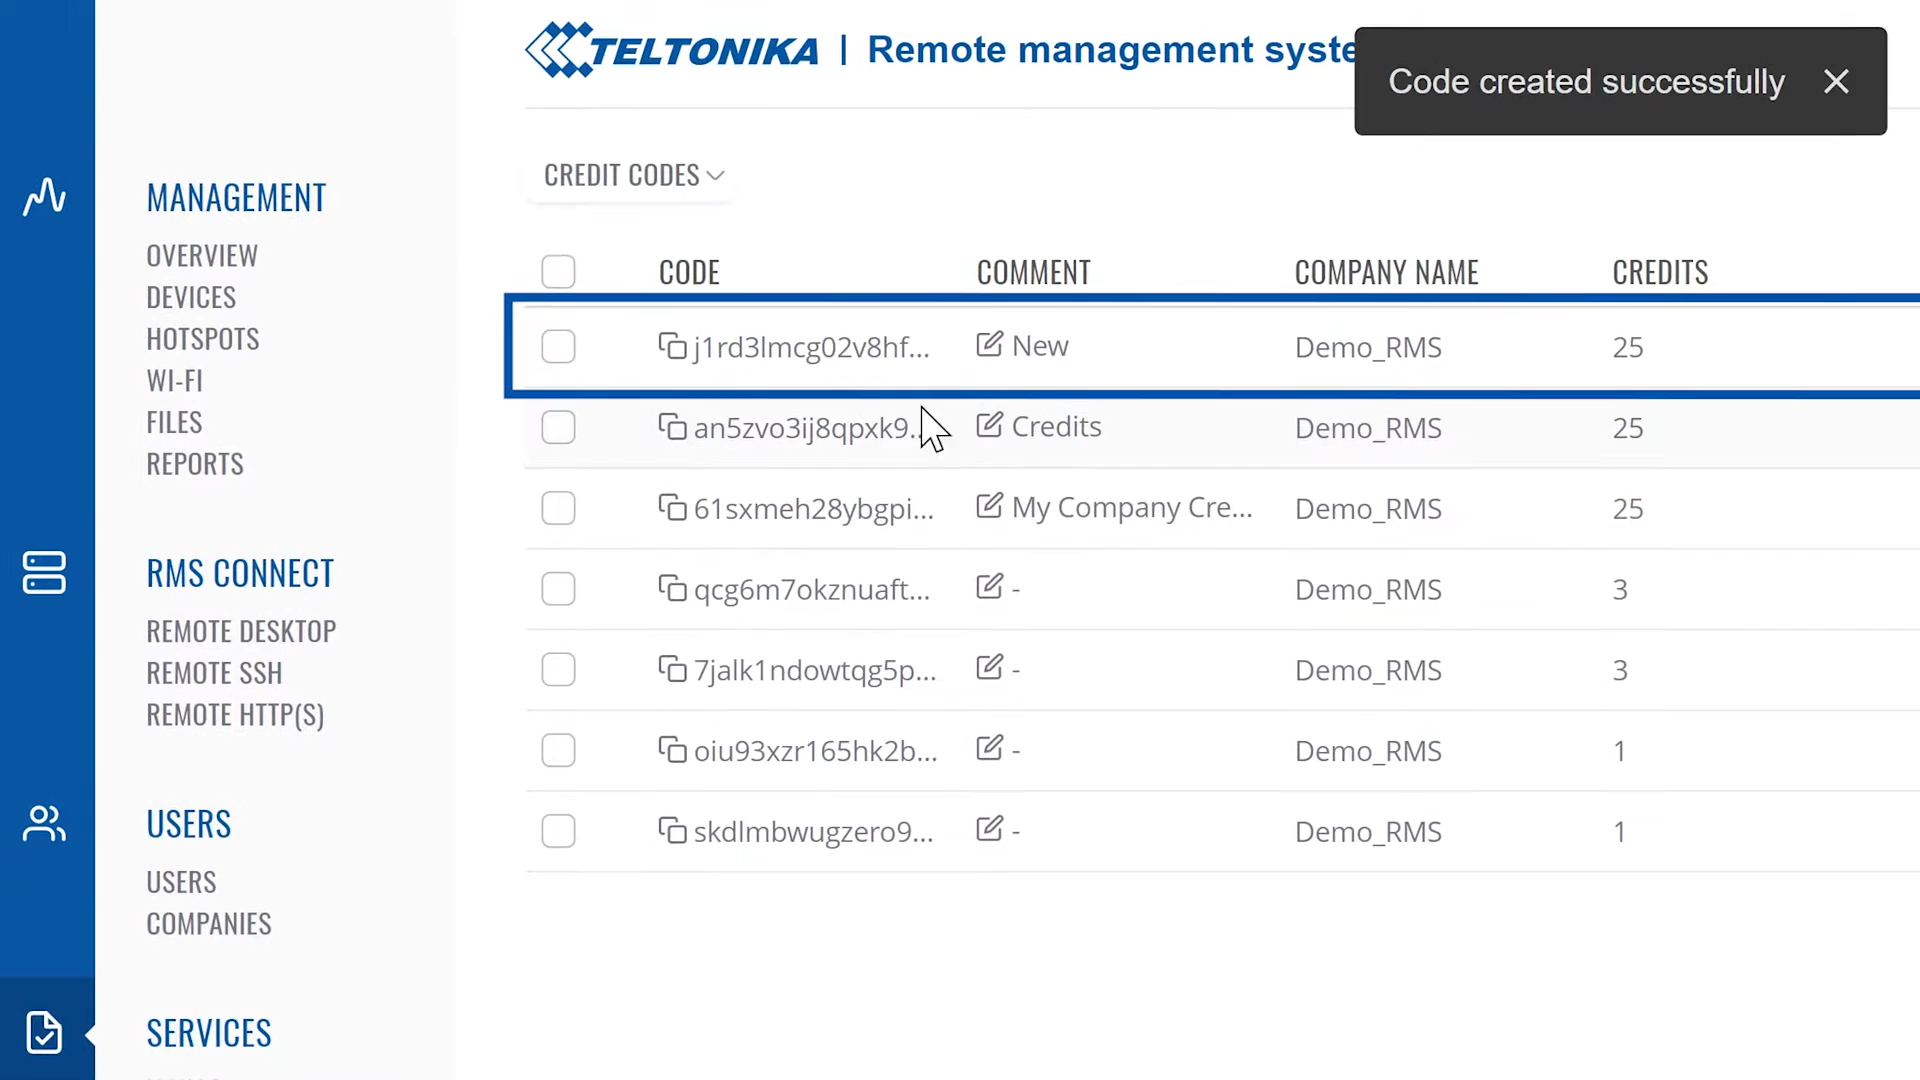 TELTONIKA | Remote management syste
Code created successfully
CREDIT CODES
MANAGEMENT
OVERVIEW
DEVICES
HOTSPOTS
WI-FI
FILES
REPORTS
RMS CONNECT
REMOTE DESKTOP
REMOTE SSH
REMOTE HTTP(S)
USERS
USERS
COMPANIES
SERVICES
CODE COMMENT COMPANY NAME CREDITS
j1rd3lmcg02v8hf... New Demo_RMS 25
an5zvo3ij8qpxk9... Credits Demo_RMS 25
61sxmeh28ybgpi... My Company Cre... Demo_RMS 25
qcg6m7okznuaft... - Demo_RMS 3
7jalk1ndowtqg5p... - Demo_RMS 3
oiu93xzr165hk2b... - Demo_RMS 1
skdlmbwugzero9... - Demo_RMS 1